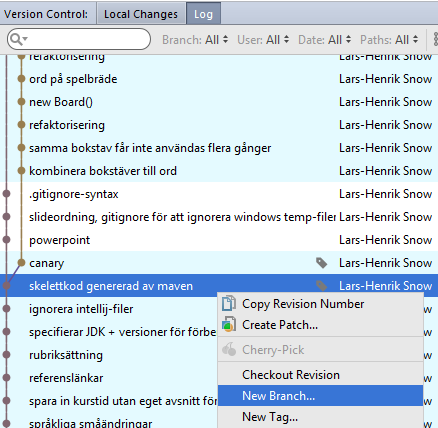 Version Control: Local Changes Log
Branch: All User: All Date: All Paths: All
refaktorisering Lars-Henrik Snow
ord på spelbräde Lars-Henrik Snow
new Board() Lars-Henrik Snow
refaktorisering Lars-Henrik Snow
samma bokstav får inte användas flera gånger Lars-Henrik Snow
kombinera bokstäver till ord Lars-Henrik Snow
.gitignore-syntax Lars-Henrik Snow
slideordning, gitignore för att ignorera windows temp-filer Lars-Henrik Snow
powerpoint Lars-Henrik Snow
canary Lars-Henrik Snow
skelettkod genererad av maven Lars-Henrik Snow
ignorera intellij-filer
specifierar JDK + versioner för förbe
rubriksättning
referenslänkar
spara in kurstid utan eget avsnitt för
språkliga småändringar
Copy Revision Number
Create Patch...
Cherry-Pick
Checkout Revision
New Branch...
New Tag...